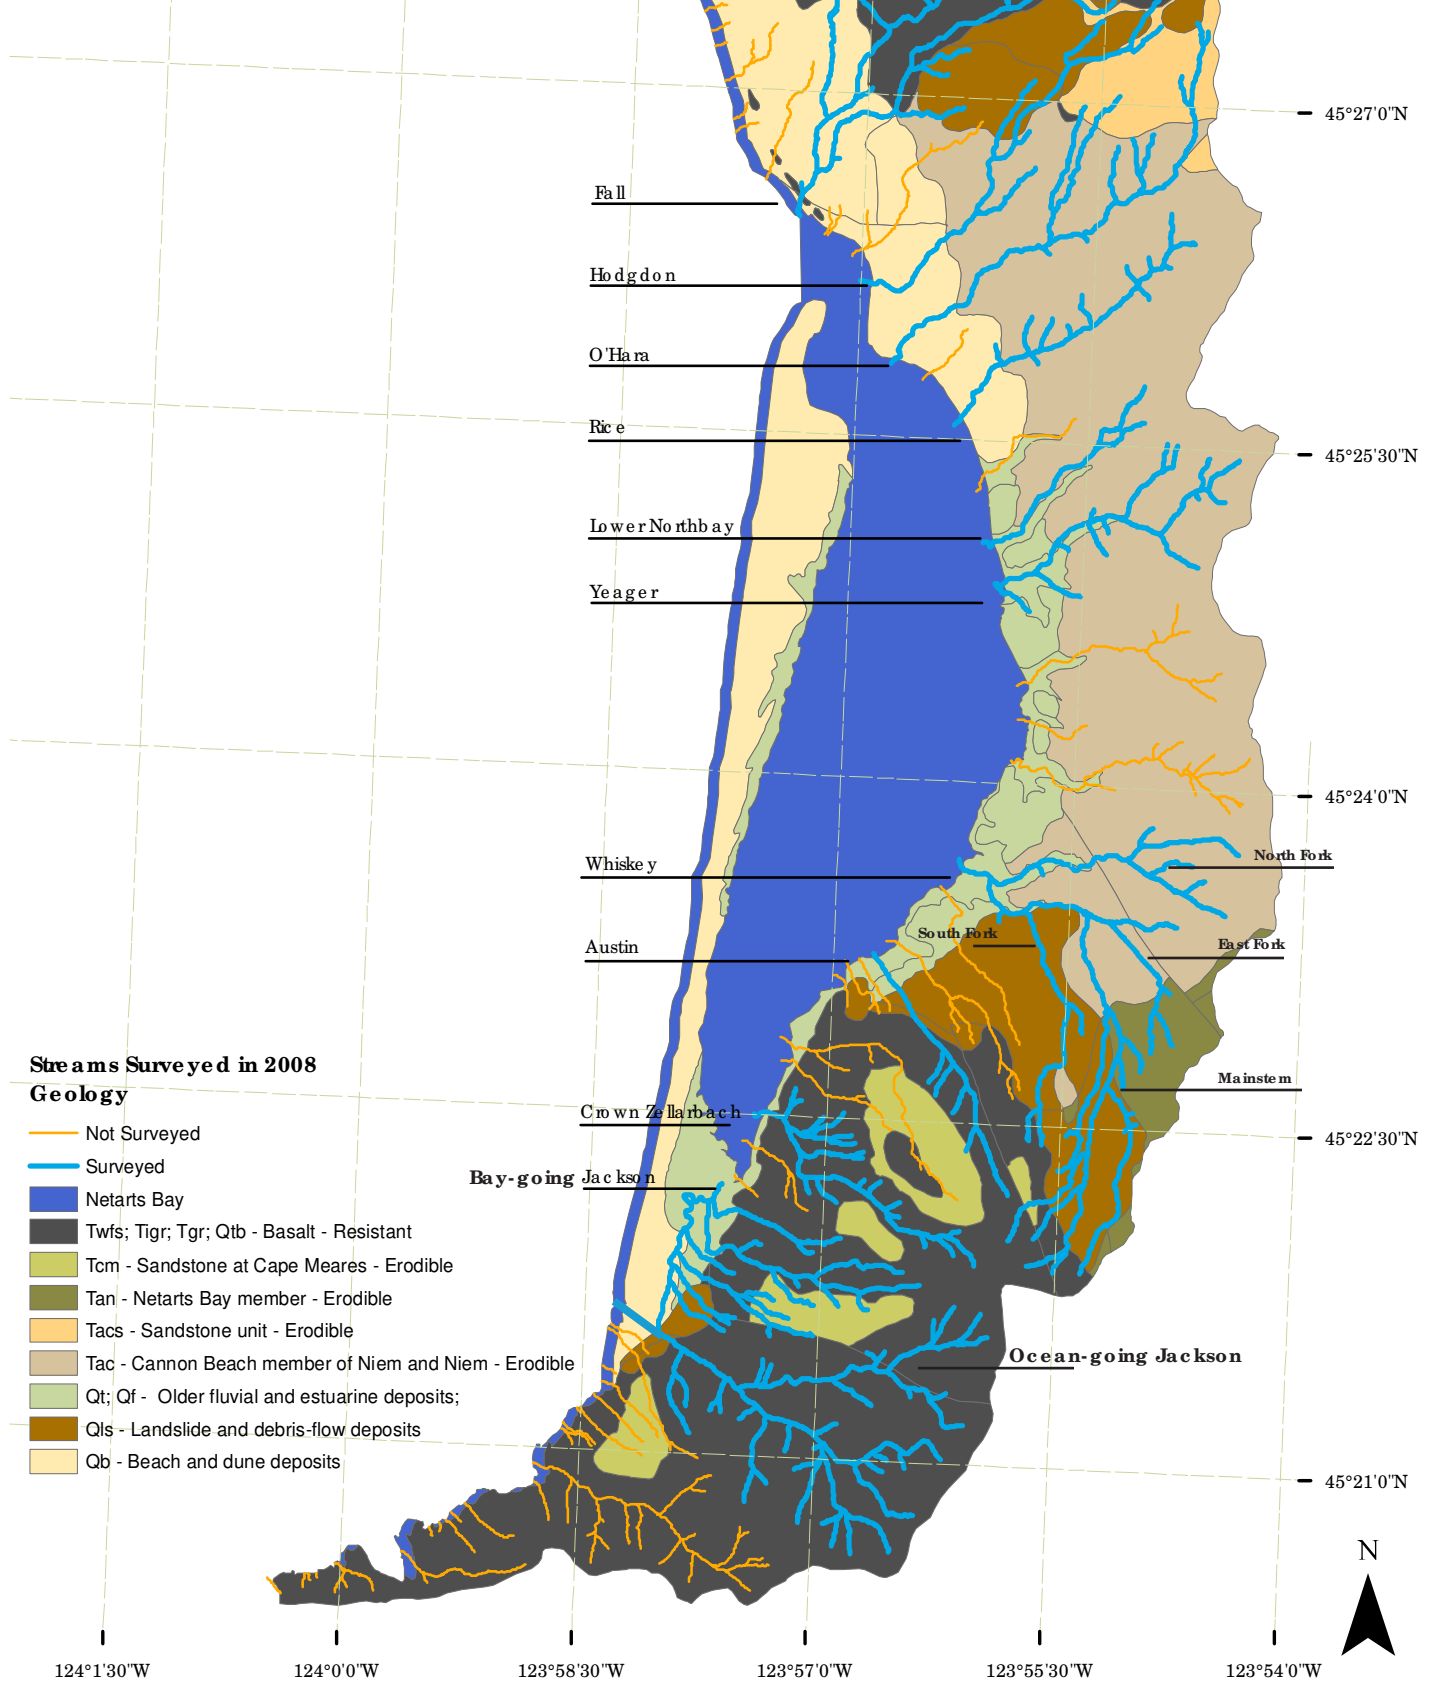 45°27'0"N
Fall
Hodgdon
O'Hara
Rice
45°25'30"N
Lower Northbay
Yeager
45°24'0"N
Whiskey
North Fork
South Fork
Austin
East Fork
Streams Surveyed in 2008
Geology
Mainstem
Crown Zellarbach
Not Surveyed
45°22'30"N
Surveyed
Bay-going Jackson
Netarts Bay
Twfs; Tigr; Tgr; Qtb - Basalt - Resistant
Tcm - Sandstone at Cape Meares - Erodible
Tan - Netarts Bay member - Erodible
Tacs - Sandstone unit - Erodible
Ocean-going Jackson
Tac - Cannon Beach member of Niem and Niem - Erodible
Qt; Qf - Older fluvial and estuarine deposits;
Qls - Landslide and debris-flow deposits
Qb - Beach and dune deposits
45°21'0"N
N
124°1'30"W
124°0'0"W
123°58'30"W
123°57'0"W
123°55'30"W
123°54'0"W